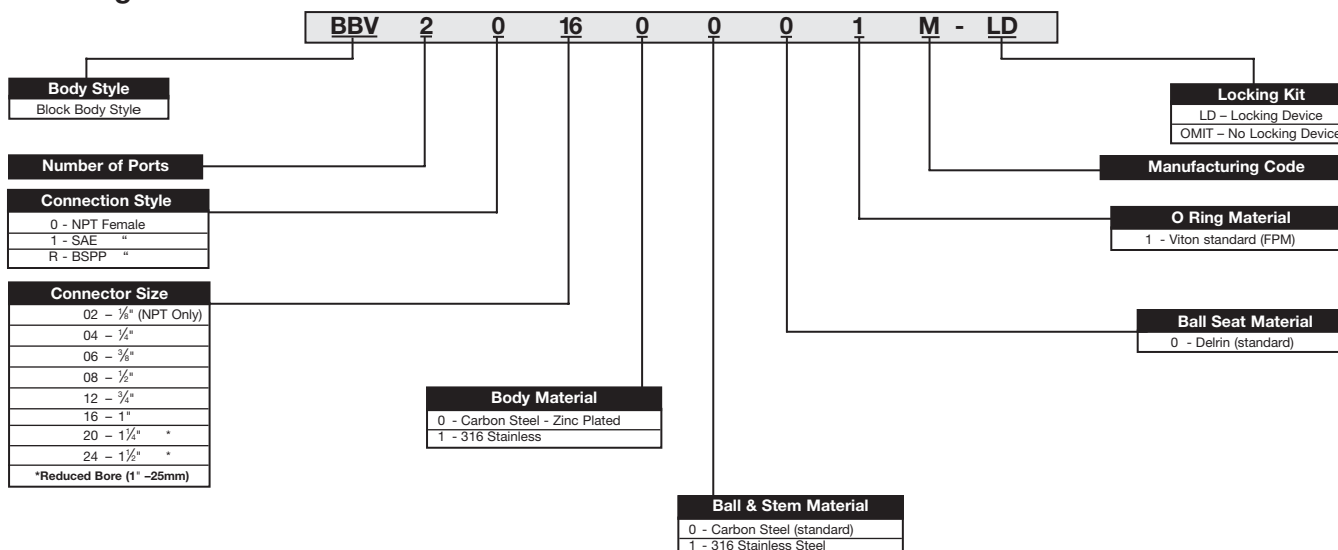 BBV 2 0 16 0 0 0 1 M - LD
Body Style
Block Body Style
Number of Ports
Connection Style
0 - NPT Female
1 - SAE "
R - BSPP "
Connector Size
02 – ⅛" (NPT Only)
04 – ¼"
06 – ⅜"
08 – ½"
12 – ¾"
16 – 1"
20 – 1¼" *
24 – 1½" *
*Reduced Bore (1" –25mm)
Body Material
0 - Carbon Steel - Zinc Plated
1 - 316 Stainless
Ball & Stem Material
0 - Carbon Steel (standard)
1 - 316 Stainless Steel
Locking Kit
LD – Locking Device
OMIT – No Locking Device
Manufacturing Code
O Ring Material
1 - Viton standard (FPM)
Ball Seat Material
0 - Delrin (standard)